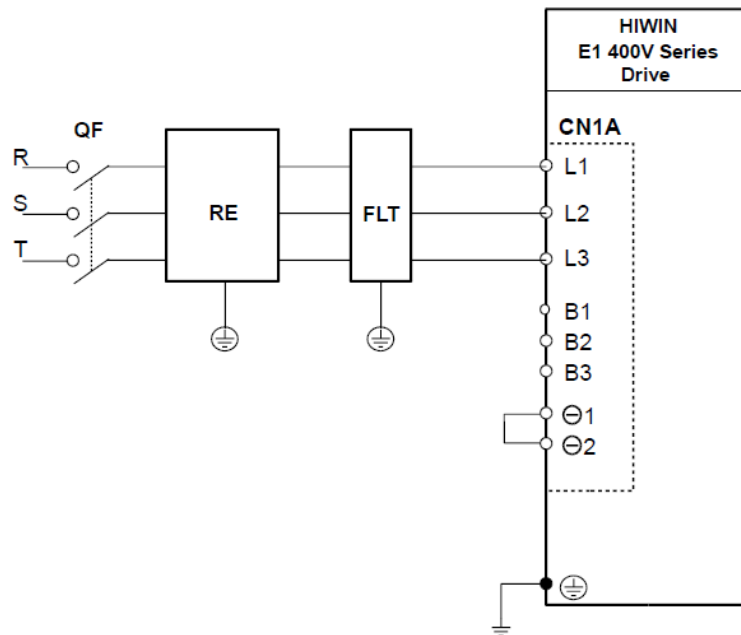 HIWIN
E1 400V Series
Drive
QF
CN1A
R
L1
S
RE
FLT
L2
T
L3
B1
B2
B3
⊖1
⊖2